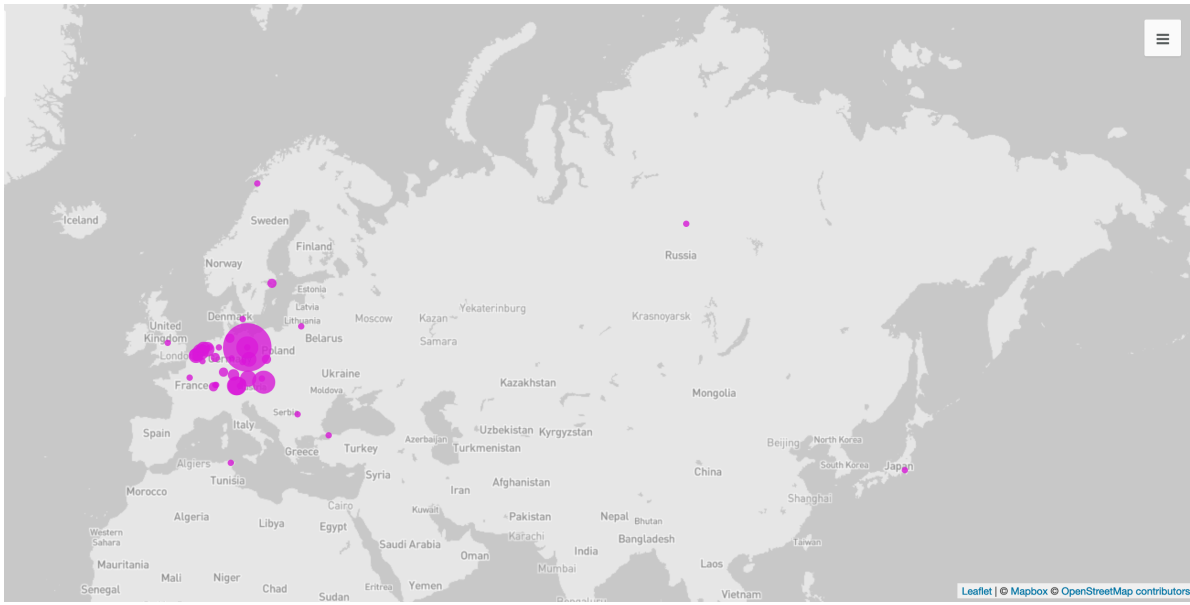 Iceland
Sweden
Finland
Norway
Russia
Estonia
Latvia
Denmark
Lithuania
Moscow
Kazan
Yekaterinburg
Krasnoyarsk
United
Kingdom
Belarus
Samara
London
Poland
Ukraine
France
Moldova
Kazakhstan
Mongolia
Serbia
Italy
Spain
Uzbekistan
Kyrgyzstan
Azerbaijan
Turkmenistan
Beijing
North Korea
Greece
Turkey
Algiers
South Korea
Japan
Tunisia
Syria
China
Morocco
Iran
Afghanistan
Shanghai
Cairo
Kuwait
Algeria
Libya
Egypt
Pakistan
Nepal
Bhutan
Western
Sahara
Karachi
Bangladesh
Taiwan
Saudi Arabia
Oman
India
Mauritania
Mumbai
Laos
Mali
Niger
Chad
Eritrea
Yemen
Senegal
Sudan
Vietnam
Leaflet | © Mapbox © OpenStreetMap contributors